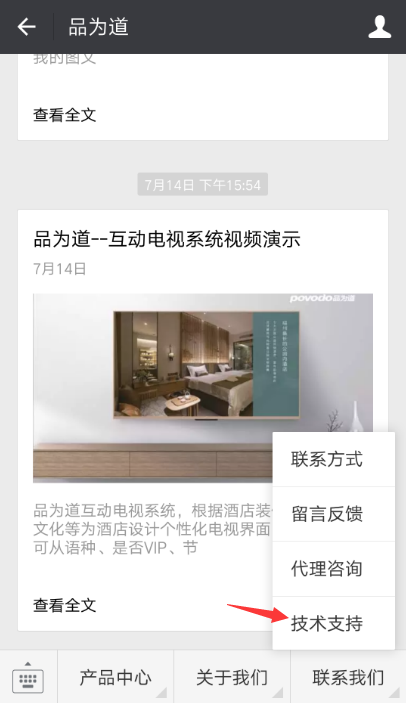 品为道
我的图文
查看全文
7月14日 下午15:54
品为道--互动电视系统视频演示
7月14日
povodo品为道
品为道互动电视系统，根据酒店装
文化等为酒店设计个性化电视界面
可从语种、是否VIP、节
查看全文
联系方式
留言反馈
代理咨询
技术支持
产品中心
关于我们
联系我们